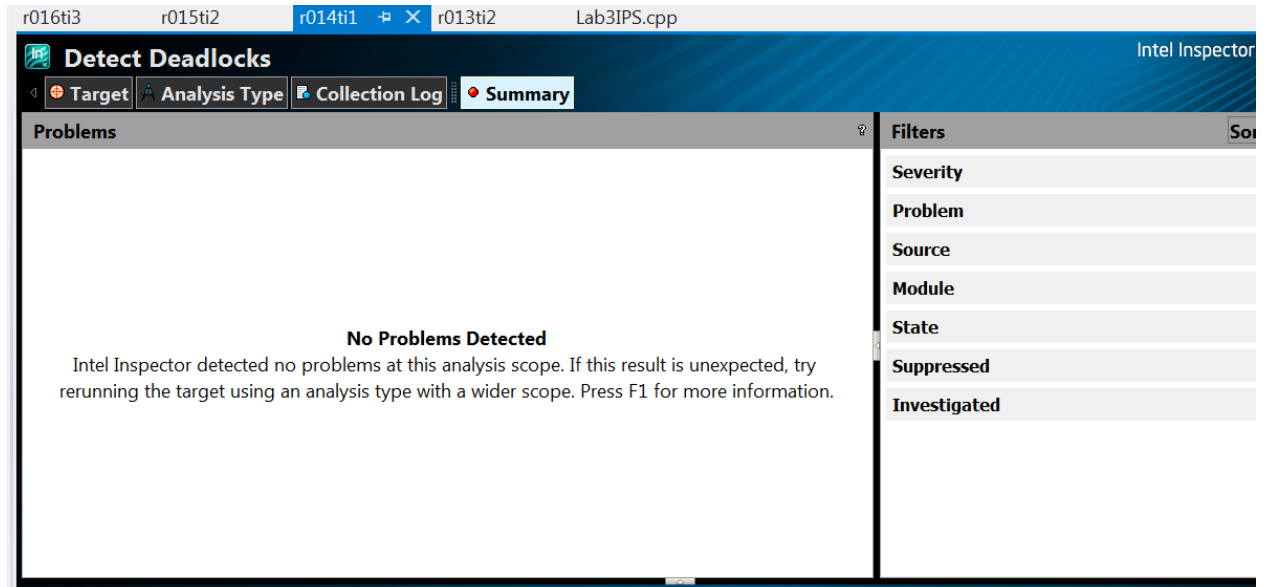 r016ti3 r015ti2 r014ti1 r013ti2 Lab3IPS.cpp
Detect Deadlocks
Intel Inspector
Target Analysis Type Collection Log Summary
Problems ?
Filters
Severity
Problem
Source
Module
State
Suppressed
Investigated
No Problems Detected
Intel Inspector detected no problems at this analysis scope. If this result is unexpected, try
rerunning the target using an analysis type with a wider scope. Press F1 for more information.